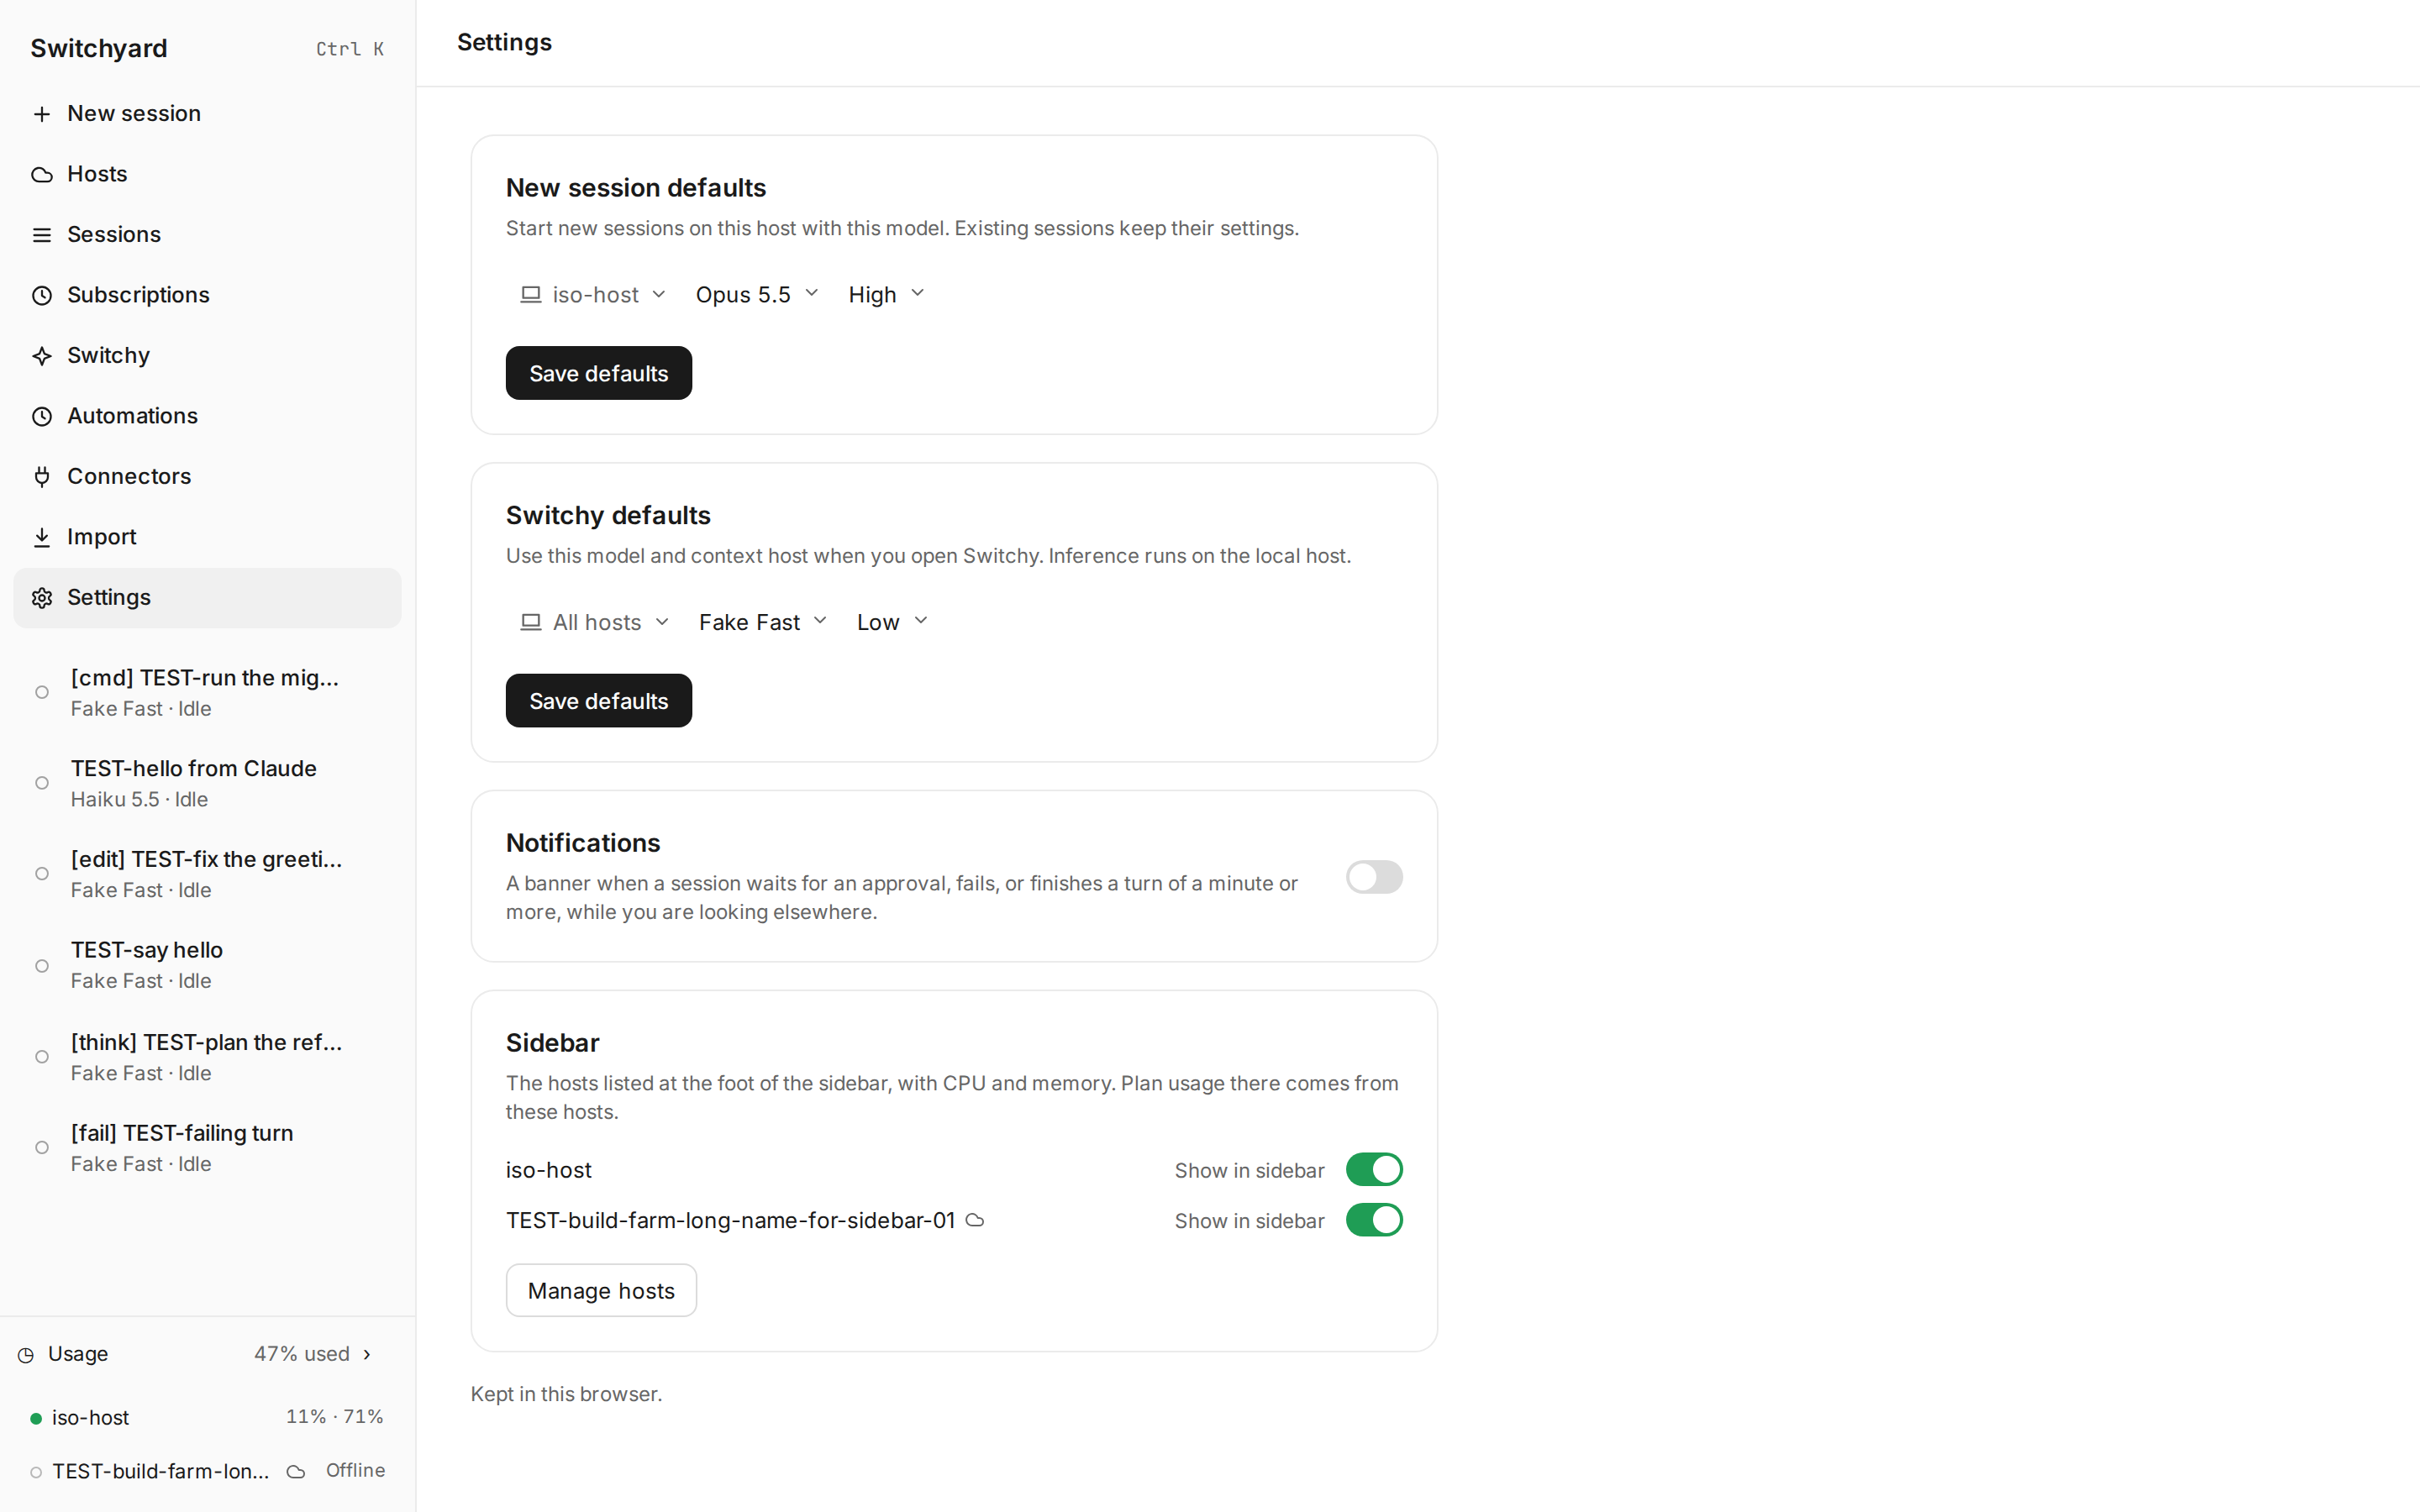 Switchyard
Ctrl K
New session
Hosts
Sessions
Subscriptions
Switchy
Automations
Connectors
Import
Settings
[cmd] TEST-run the mig...
Fake Fast · Idle
TEST-hello from Claude
Haiku 5.5 · Idle
[edit] TEST-fix the greeti...
Fake Fast · Idle
TEST-say hello
Fake Fast · Idle
[think] TEST-plan the ref...
Fake Fast · Idle
[fail] TEST-failing turn
Fake Fast · Idle
Usage
47% used
iso-host
11% · 71%
TEST-build-farm-lon...
Offline
Settings
New session defaults
Start new sessions on this host with this model. Existing sessions keep their settings.
iso-host
Opus 5.5
High
Save defaults
Switchy defaults
Use this model and context host when you open Switchy. Inference runs on the local host.
All hosts
Fake Fast
Low
Save defaults
Notifications
A banner when a session waits for an approval, fails, or finishes a turn of a minute or
more, while you are looking elsewhere.
Sidebar
The hosts listed at the foot of the sidebar, with CPU and memory. Plan usage there comes from
these hosts.
iso-host
Show in sidebar
TEST-build-farm-long-name-for-sidebar-01
Show in sidebar
Manage hosts
Kept in this browser.